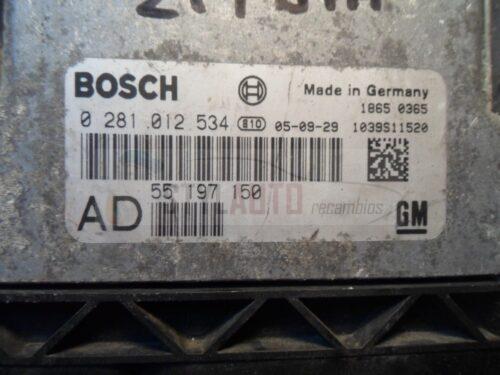 BOSCH Made in Germany
1865 0365
0 281 012 534 e10 05-09-29 1039S11520
55 197 150
AD
AUTO
recambios
GM